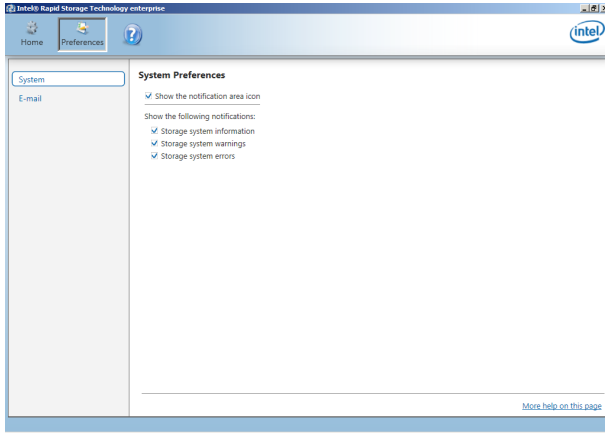 Intel® Rapid Storage Technology enterprise
Home
Preferences
?
intel
System
E-mail
System Preferences
Show the notification area icon
Show the following notifications:
Storage system information
Storage system warnings
Storage system errors
More help on this page